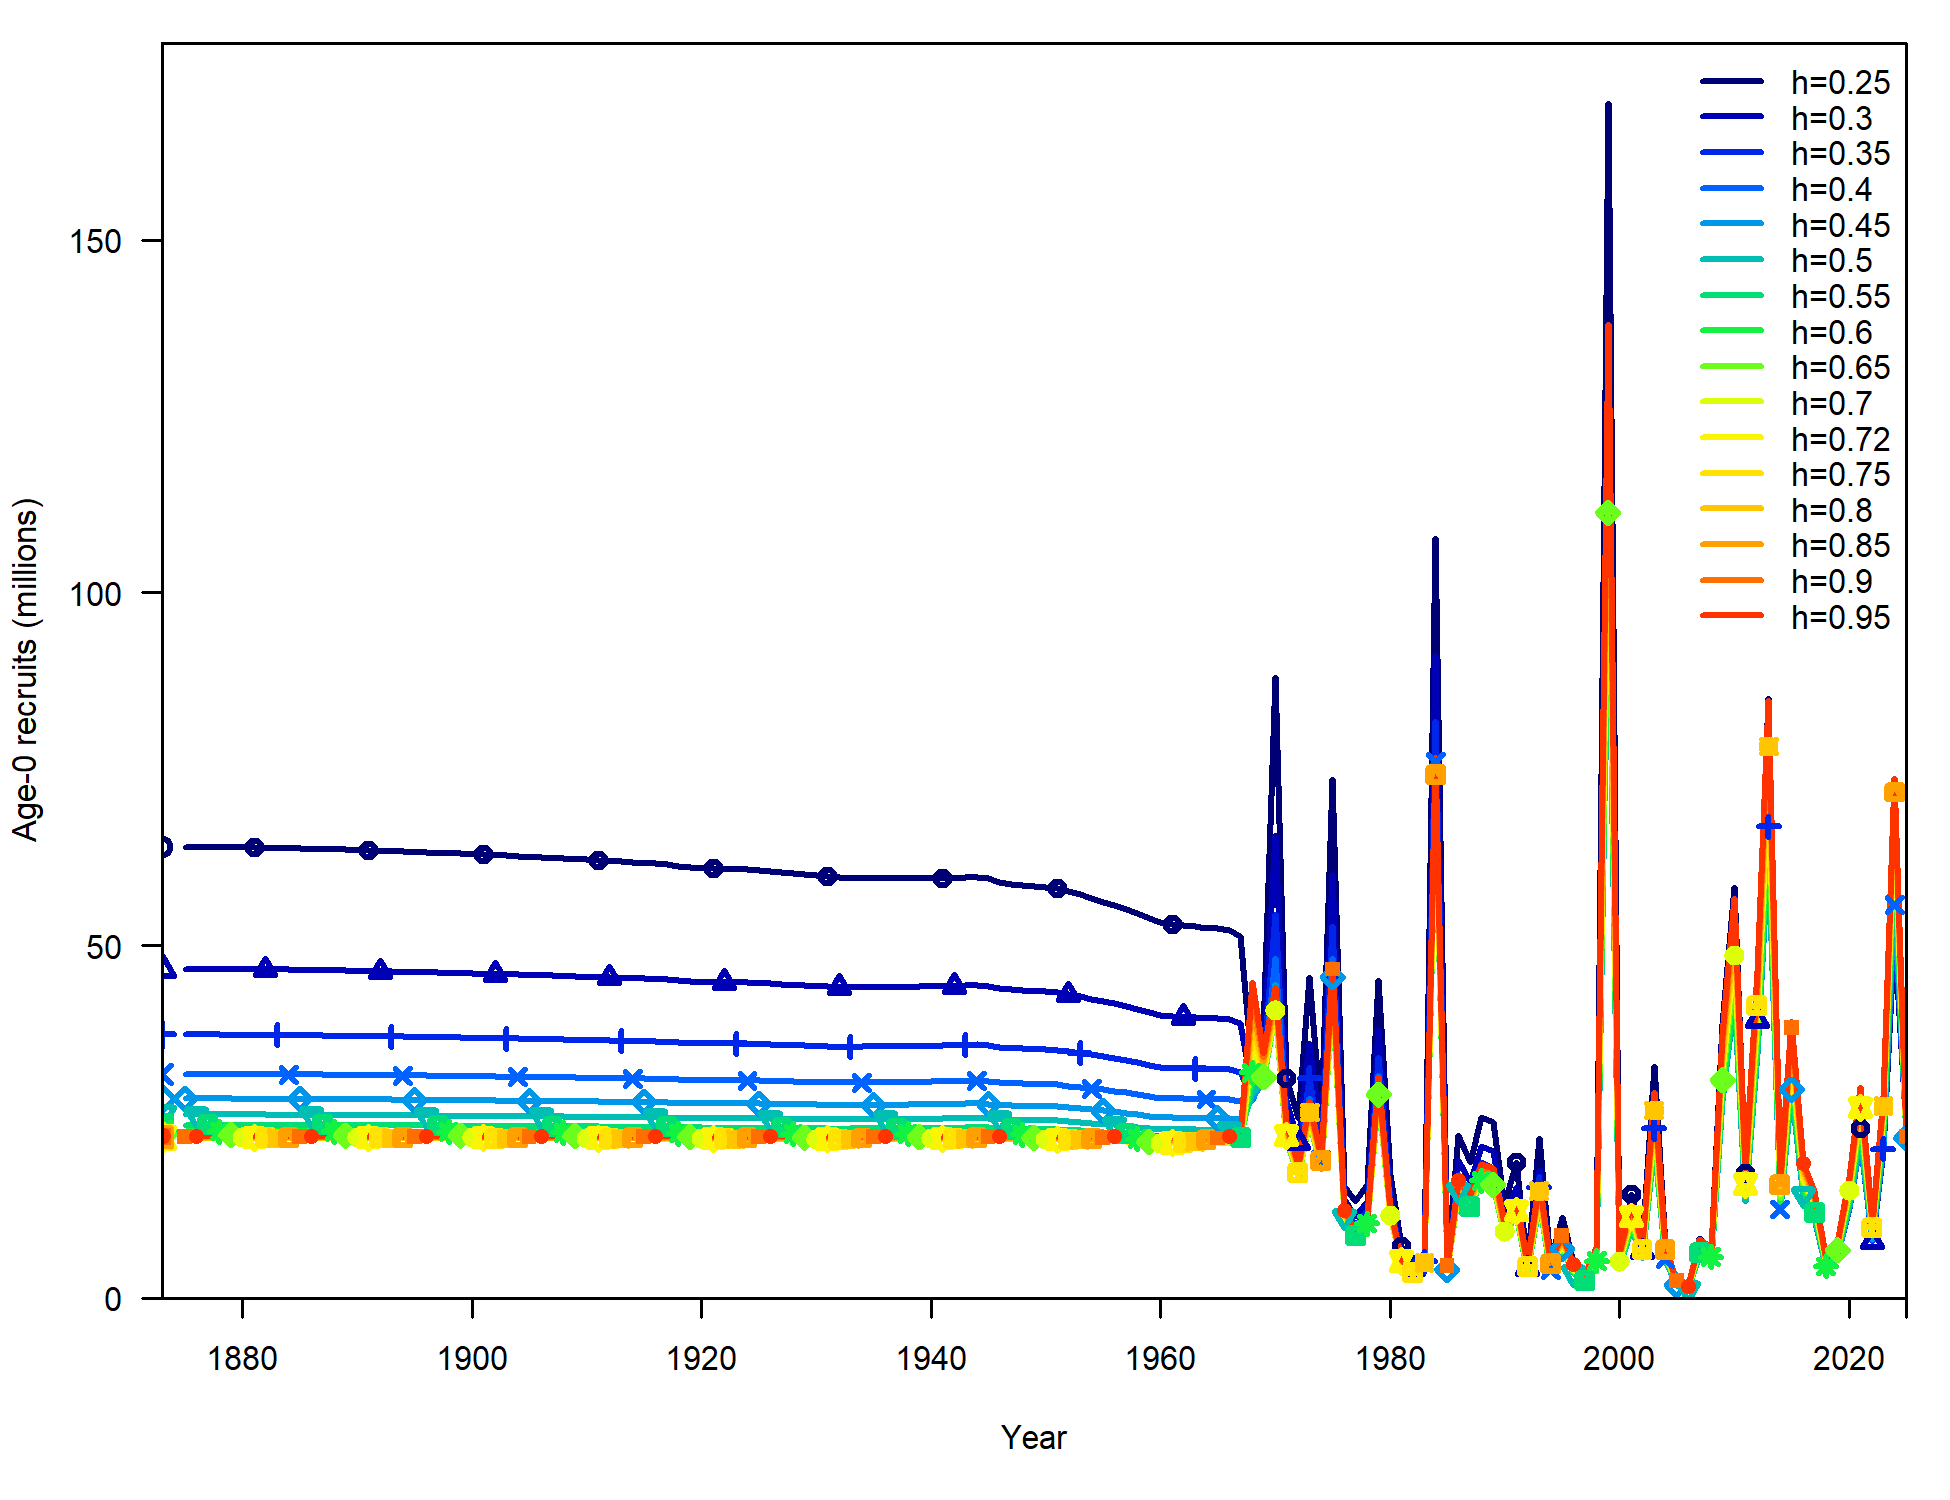 h=0.25
h=0.3
h=0.35
h=0.4
h=0.45
h=0.5
h=0.55
h=0.6
h=0.65
h=0.7
h=0.72
h=0.75
h=0.8
h=0.85
h=0.9
h=0.95
150
100
50
0
Age-0 recruits (millions)
1880 1900 1920 1940 1960 1980 2000 2020
Year